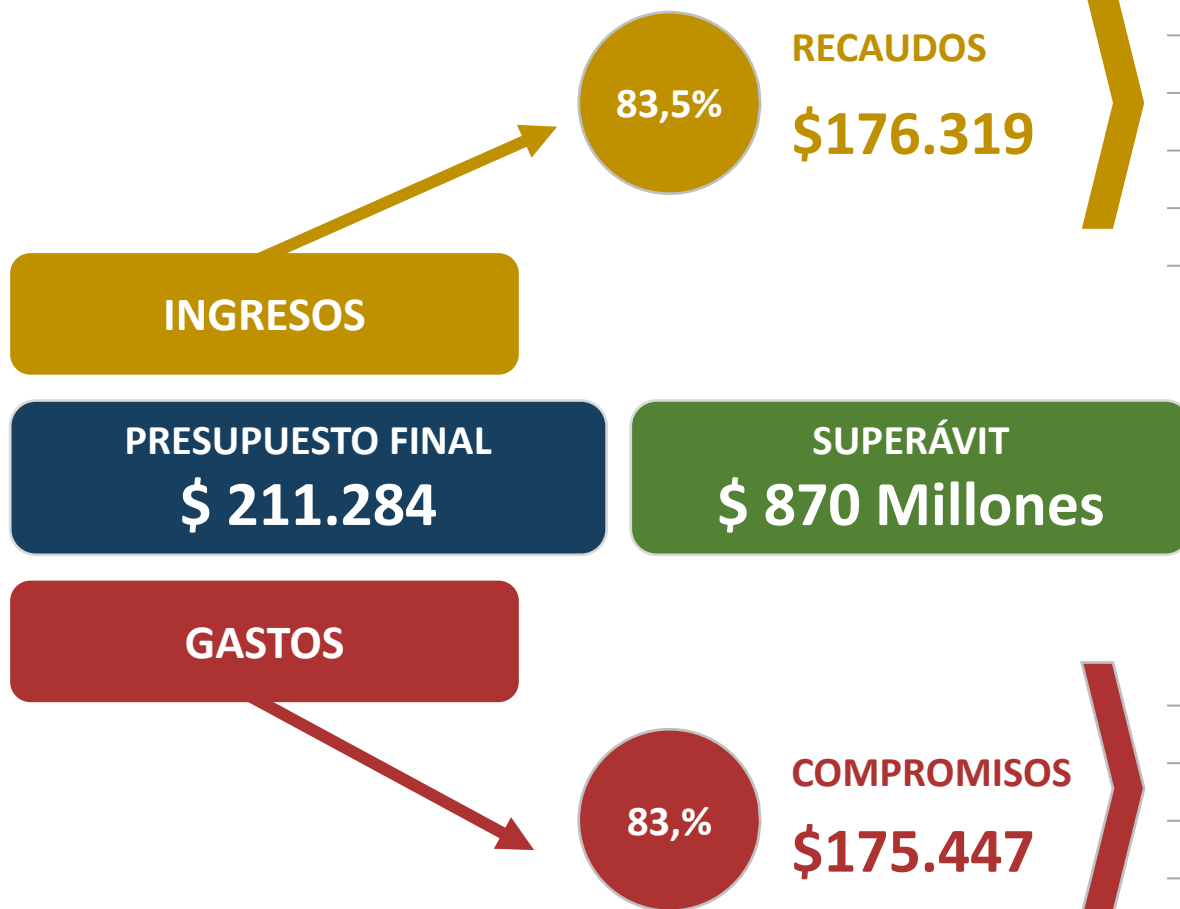 83,5%
RECAUDOS
$176.319
INGRESOS
PRESUPUESTO FINAL
$ 211.284
SUPERÁVIT
$ 870 Millones
GASTOS
83,%
COMPROMISOS
$175.447